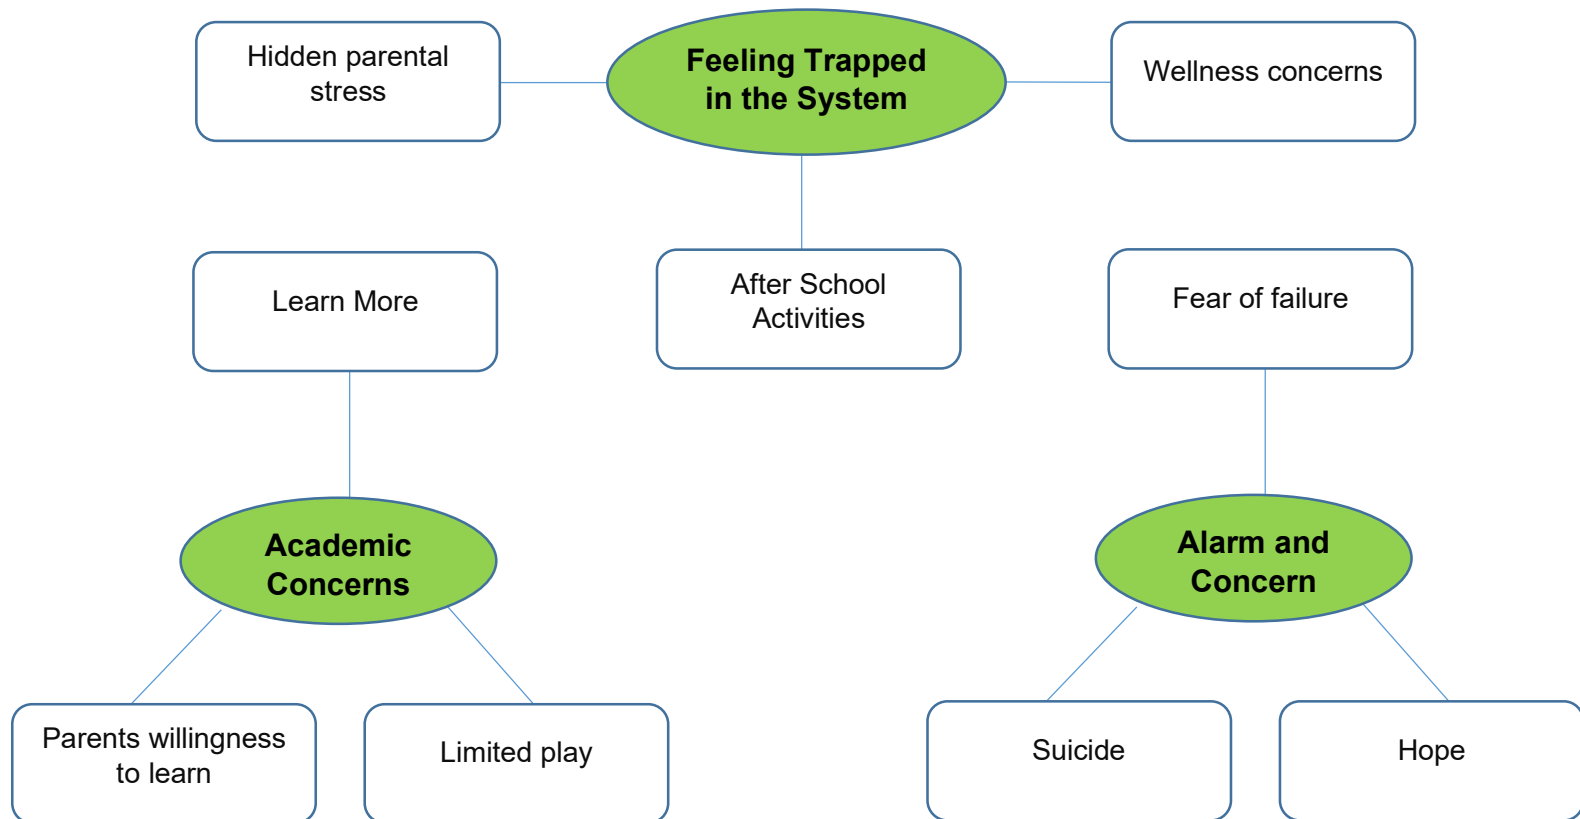 Hidden parental
stress
Feeling Trapped
in the System
Wellness concerns
Learn More
After School
Activities
Fear of failure
Academic
Concerns
Alarm and
Concern
Parents willingness
to learn
Limited play
Suicide
Hope